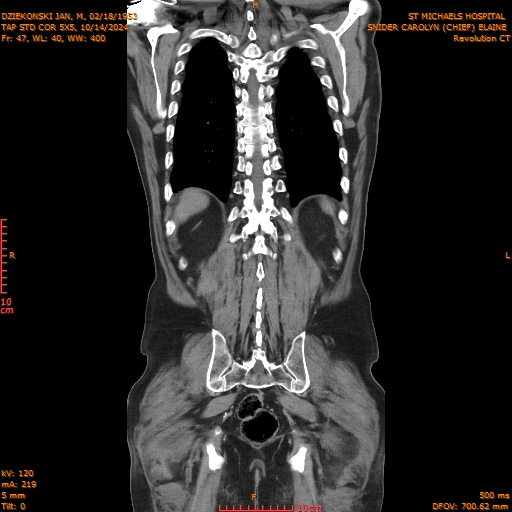 DZIEKONSKI JAN, M, 02/18/1953
TAP STD COR 5X5, 10/14/2024
Fr: 47, WL: 40, WW: 400
H
ST MICHAELS HOSPITAL
SNIDER CAROLYN (CHIEF) ELAINE
Revolution CT
R
L
10
cm
kV: 120
mA: 219
5 mm
Tilt: 0
F
10cm
500 ms
DFOV: 700.62 mm